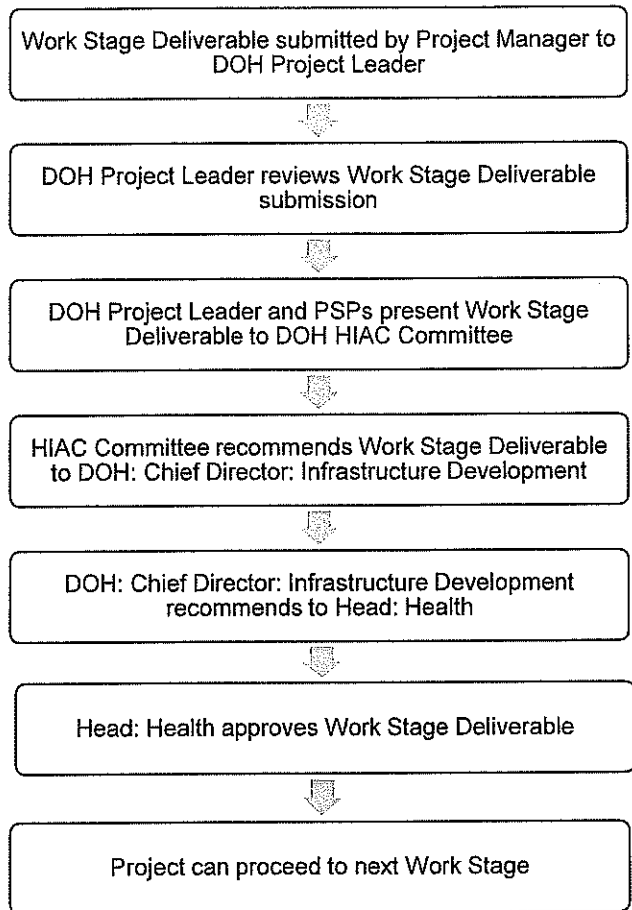 Work Stage Deliverable submitted by Project Manager to
DOH Project Leader
DOH Project Leader reviews Work Stage Deliverable
submission
DOH Project Leader and PSPs present Work Stage
Deliverable to DOH HIAC Committee
HIAC Committee recommends Work Stage Deliverable
to DOH: Chief Director: Infrastructure Development
DOH: Chief Director: Infrastructure Development
recommends to Head: Health
Head: Health approves Work Stage Deliverable
Project can proceed to next Work Stage